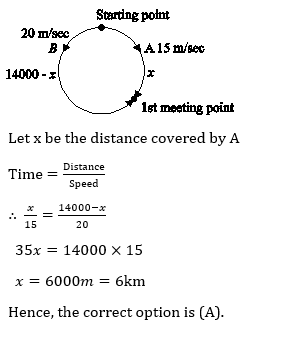 Starting point
20 m/sec
B
A 15 m/sec
14000 - x
x
1st meeting point
Let x be the distance covered by A
Time = Distance / Speed
∴ x/15 = 14000−x / 20
35x = 14000 × 15
x = 6000m = 6km
Hence, the correct option is (A).